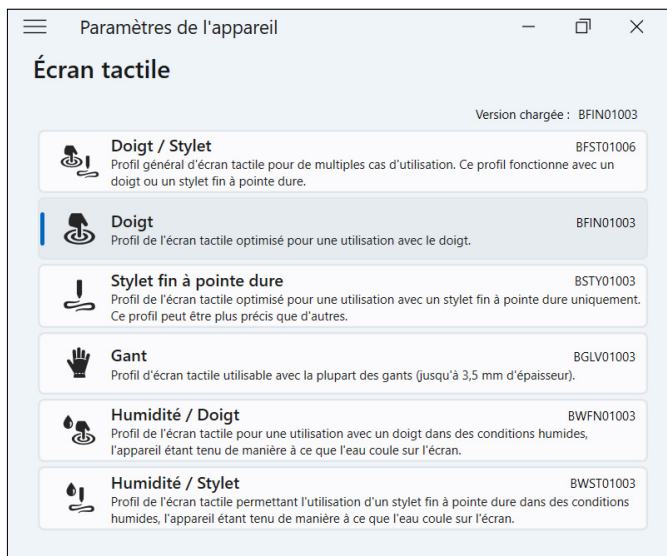 Paramètres de l'appareil
Écran tactile
Version chargée : BFIN01003
Doigt / Stylet BFST01006
Profil général d'écran tactile pour de multiples cas d'utilisation. Ce profil fonctionne avec un
doigt ou un stylet fin à pointe dure.
Doigt BFIN01003
Profil de l'écran tactile optimisé pour une utilisation avec le doigt.
Stylet fin à pointe dure BSTY01003
Profil de l'écran tactile optimisé pour une utilisation avec un stylet fin à pointe dure uniquement.
Ce profil peut être plus précis que d'autres.
Gant BGLV01003
Profil d'écran tactile utilisable avec la plupart des gants (jusqu'à 3,5 mm d'épaisseur).
Humidité / Doigt BWFN01003
Profil de l'écran tactile pour une utilisation avec un doigt dans des conditions humides,
l'appareil étant tenu de manière à ce que l'eau coule sur l'écran.
Humidité / Stylet BWST01003
Profil de l'écran tactile permettant l'utilisation d'un stylet fin à pointe dure dans des conditions
humides, l'appareil étant tenu de manière à ce que l'eau coule sur l'écran.